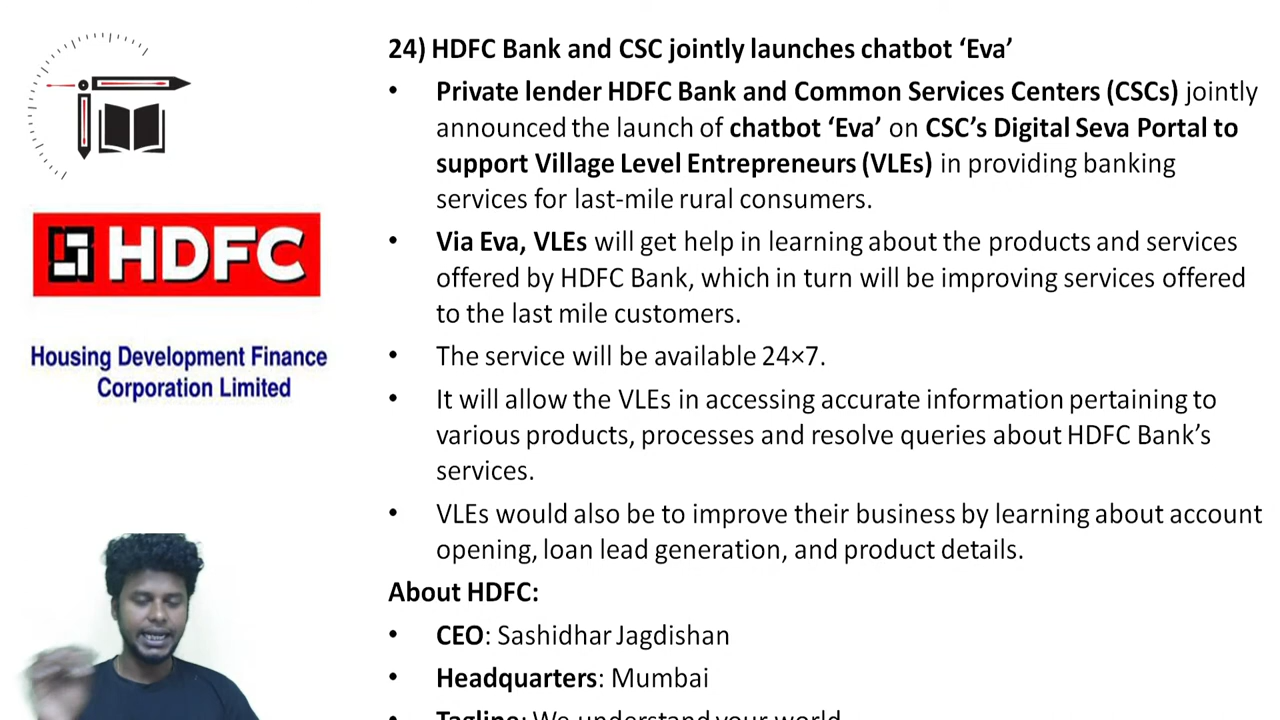 24) HDFC Bank and CSC jointly launches chatbot ‘Eva’
• Private lender HDFC Bank and Common Services Centers (CSCs) jointly
announced the launch of chatbot ‘Eva’ on CSC’s Digital Seva Portal to
support Village Level Entrepreneurs (VLEs) in providing banking
services for last-mile rural consumers.
• Via Eva, VLEs will get help in learning about the products and services
offered by HDFC Bank, which in turn will be improving services offered
to the last mile customers.
• The service will be available 24×7.
• It will allow the VLEs in accessing accurate information pertaining to
various products, processes and resolve queries about HDFC Bank’s
services.
• VLEs would also be to improve their business by learning about account
opening, loan lead generation, and product details.
About HDFC:
• CEO: Sashidhar Jagdishan
• Headquarters: Mumbai
• Tagline: We understand your world
HDFC
Housing Development Finance
Corporation Limited